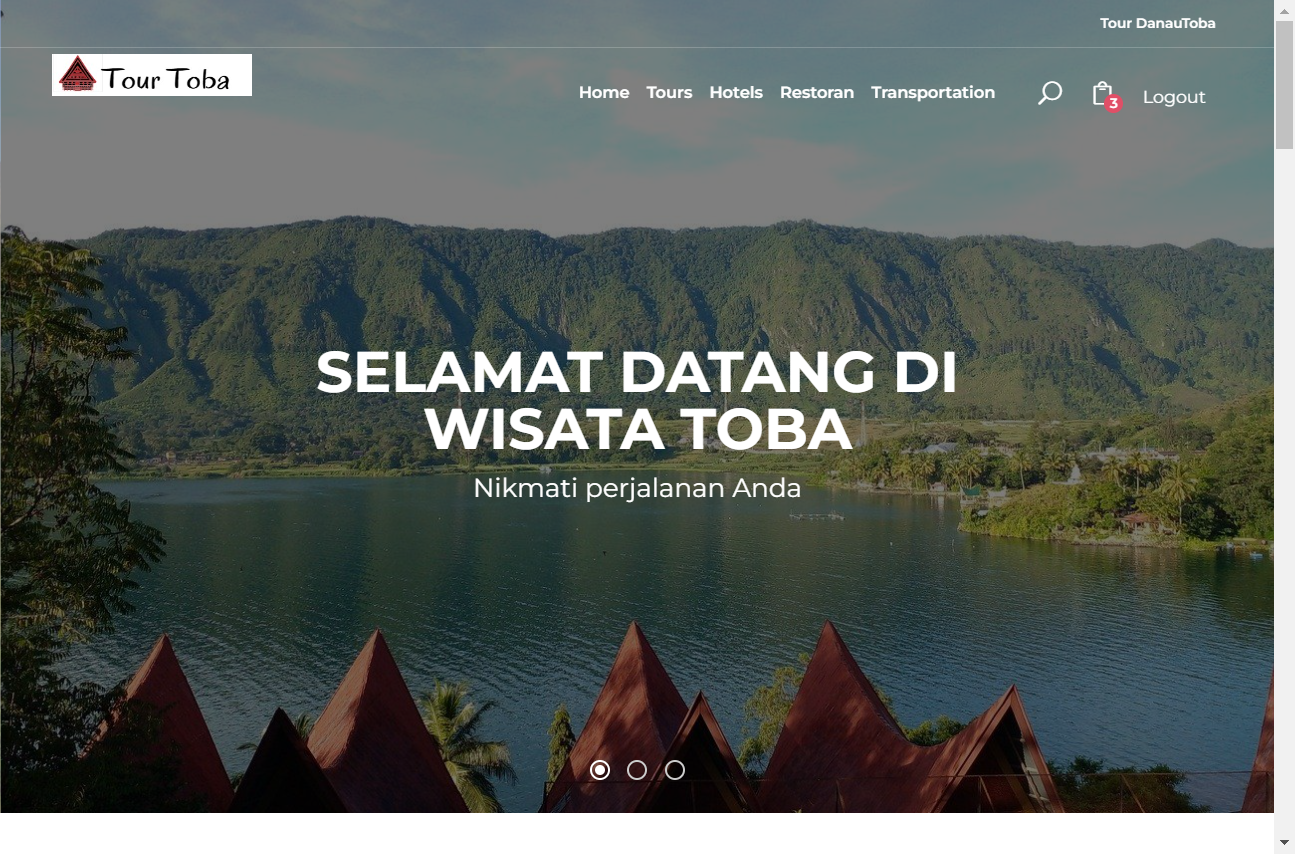 Tour DanauToba
Tour Toba
Home Tours Hotels Restoran Transportation 3 Logout
SELAMAT DATANG DI
WISATA TOBA
Nikmati perjalanan Anda